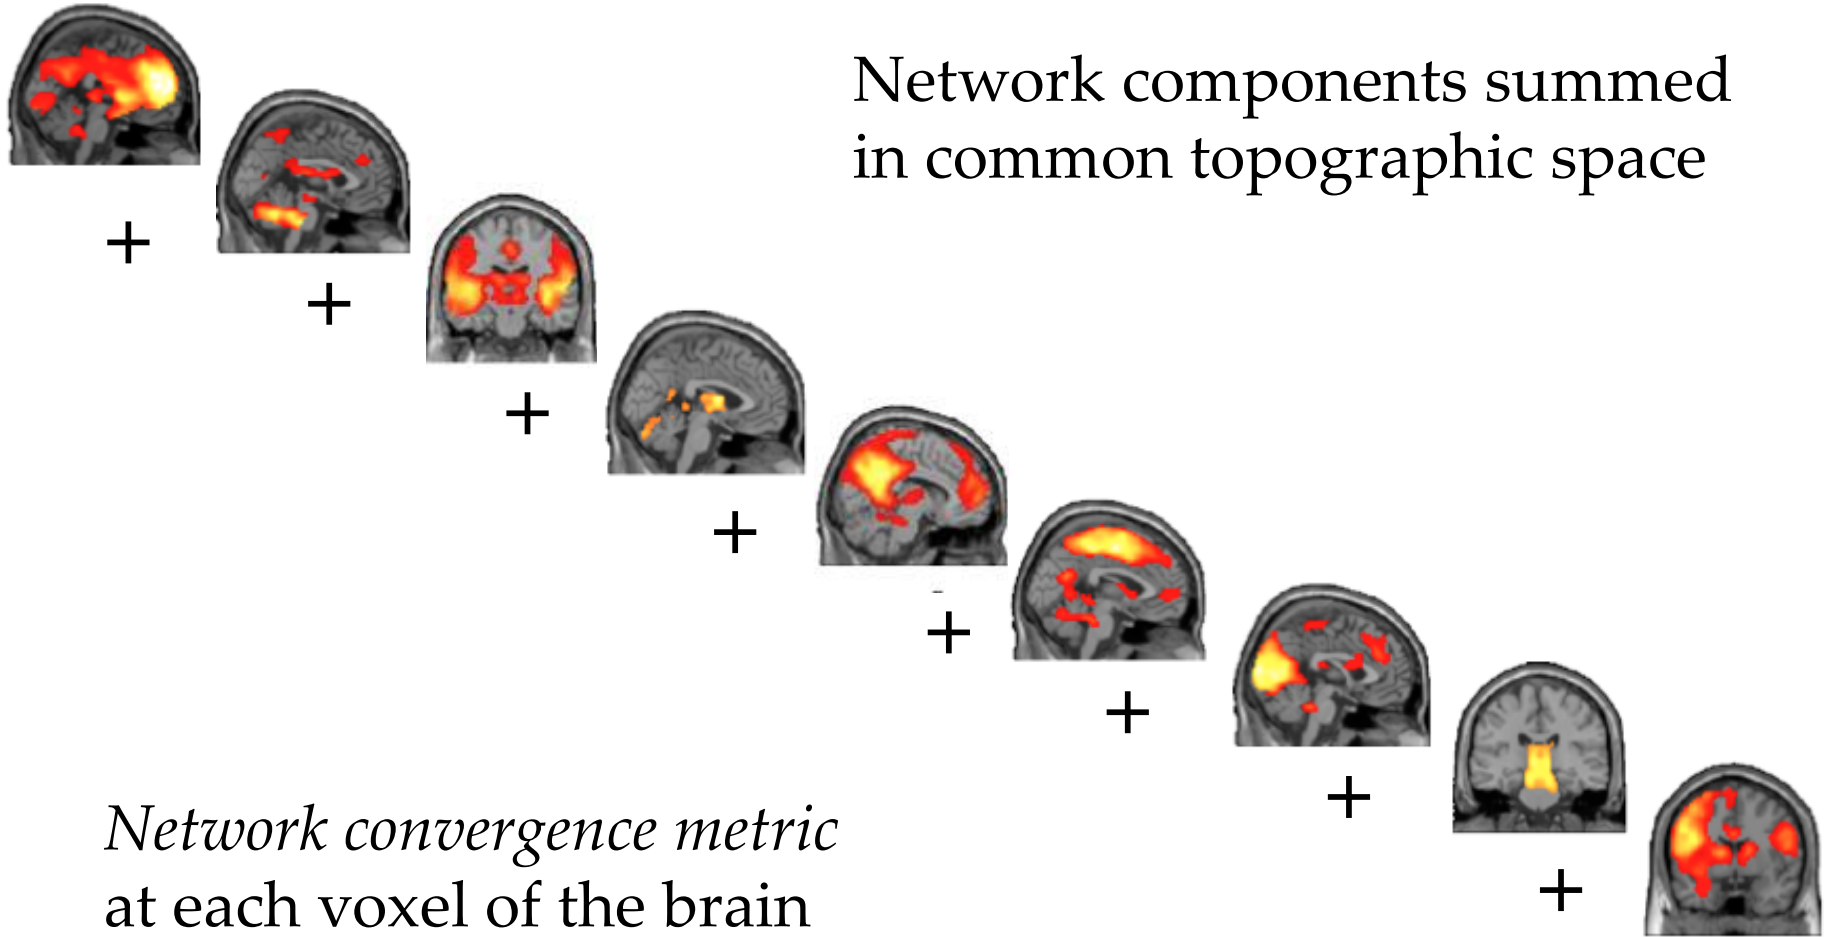 Network components summed
in common topographic space
+
+
+
+
+
+
+
+
Network convergence metric
at each voxel of the brain